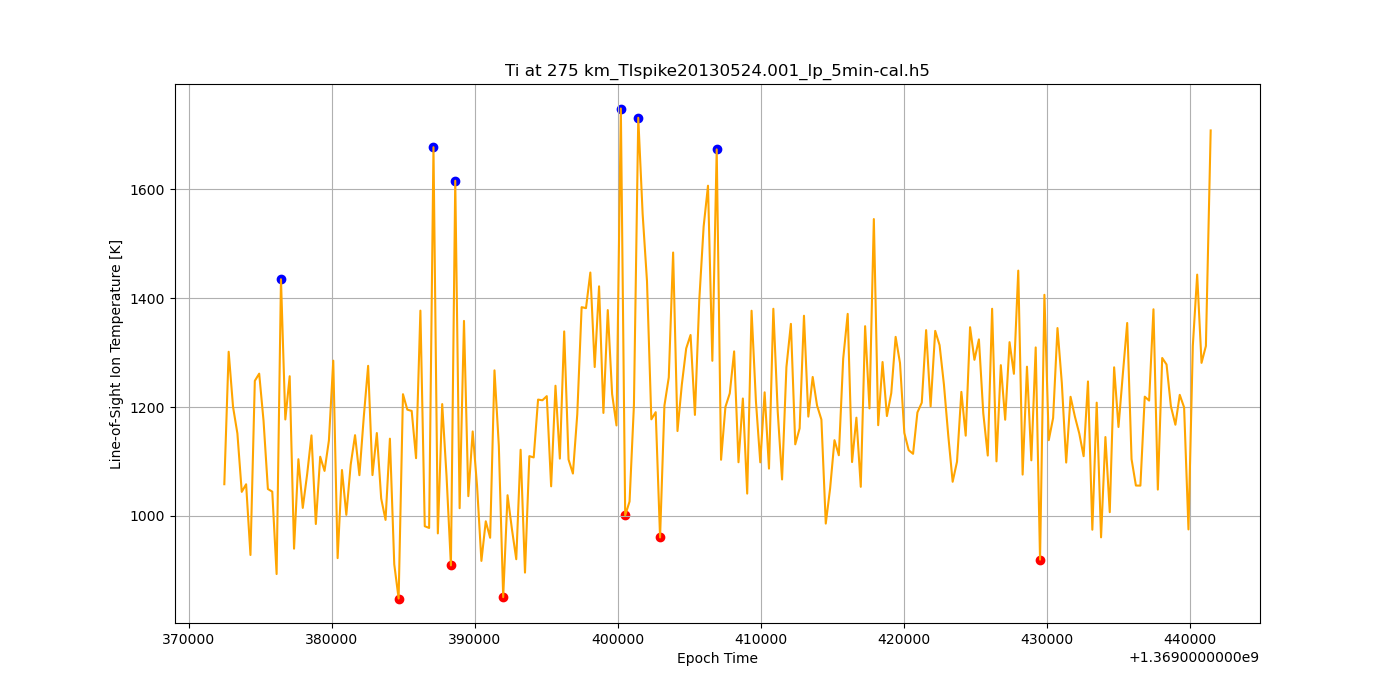 Ti at 275 km_TIspike20130524.001_lp_5min-cal.h5
Line-of-Sight Ion Temperature [K]
1600
1400
1200
1000
370000 380000 390000 400000 410000 420000 430000 440000
Epoch Time
+1.3690000000e9